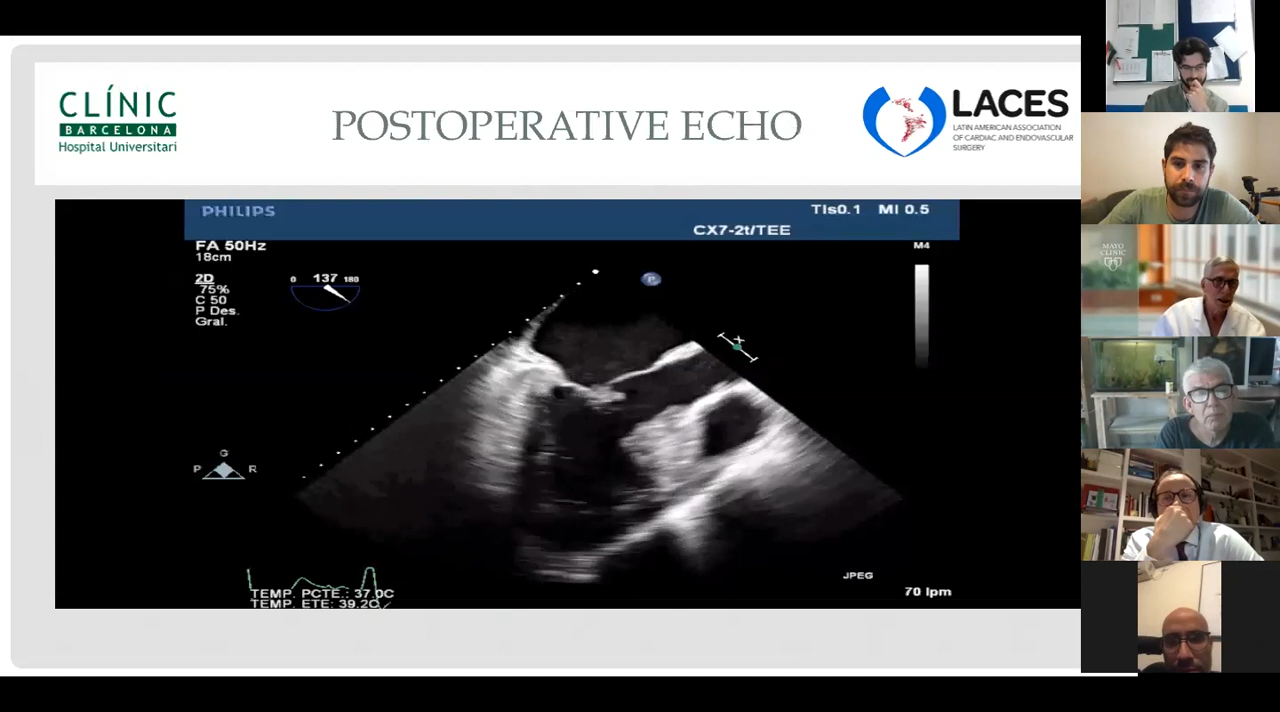 CLÍNIC
BARCELONA
Hospital Universitari
POSTOPERATIVE ECHO
LACES
LATIN AMERICAN ASSOCIATION
OF CARDIAC AND ENDOVASCULAR
SURGERY
PHILIPS
TIs0.1 MI 0.5
CX7-2t/TEE
FA 50Hz
18cm
M4
2D
75%
C 50
P Des.
Gral.
0 137 180
X
G
P R
JPEG
70 lpm
TEMP. PCTE.: 37.0C
TEMP. ETE: 39.2C
MAYO
CLINIC